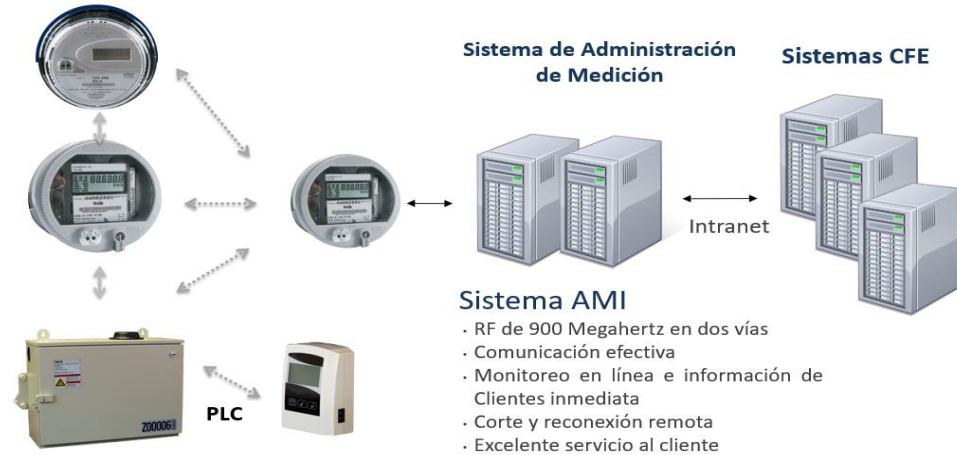 Sistema de Administración
de Medición
Sistemas CFE
Intranet
Sistema AMI
· RF de 900 Megahertz en dos vías
· Comunicación efectiva
· Monitoreo en línea e información de
Clientes inmediata
· Corte y reconexión remota
· Excelente servicio al cliente
PLC